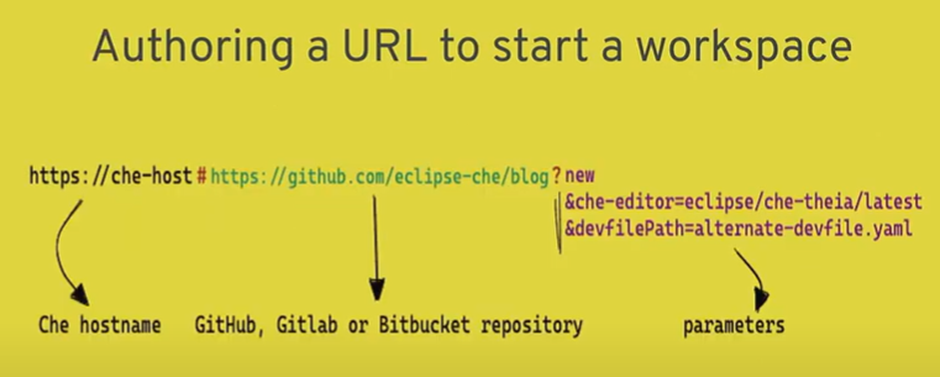 Authoring a URL to start a workspace
https://che-host#https://github.com/eclipse-che/blog?new
&che-editor=eclipse/che-theia/latest
&devfilePath=alternate-devfile.yaml
Che hostname GitHub, Gitlab or Bitbucket repository parameters